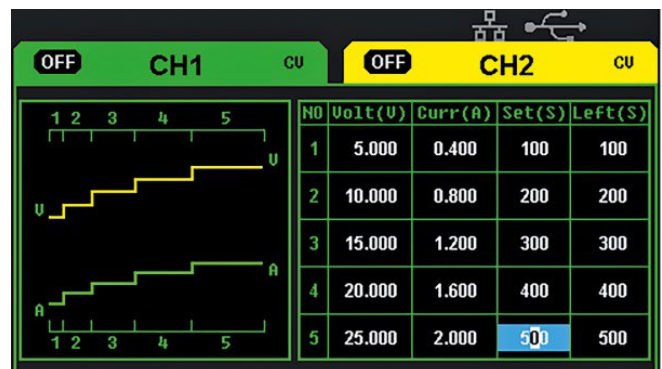 OFF CH1 CV OFF CH2 CV
1 2 3 4 5
V
V
A
A
1 2 3 4 5
NO Volt(V) Curr(A) Set(S) Left(S)
1 5.000 0.400 100 100
2 10.000 0.800 200 200
3 15.000 1.200 300 300
4 20.000 1.600 400 400
5 25.000 2.000 500 500